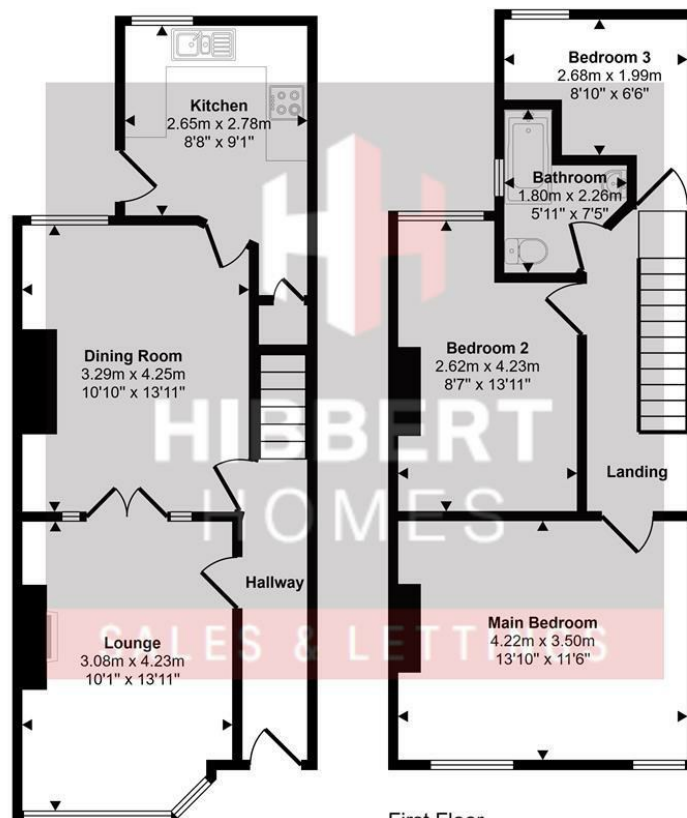 Kitchen
2.65m x 2.78m
8'8" x 9'1"
Dining Room
3.29m x 4.25m
10'10" x 13'11"
Lounge
3.08m x 4.23m
10'1" x 13'11"
Hallway
Bedroom 3
2.68m x 1.99m
8'10" x 6'6"
Bathroom
1.80m x 2.26m
5'11" x 7'5"
Bedroom 2
2.62m x 4.23m
8'7" x 13'11"
Landing
Main Bedroom
4.22m x 3.50m
13'10" x 11'6"
First Floor
HIBBERT
HOMES
SALES & LETTINGS